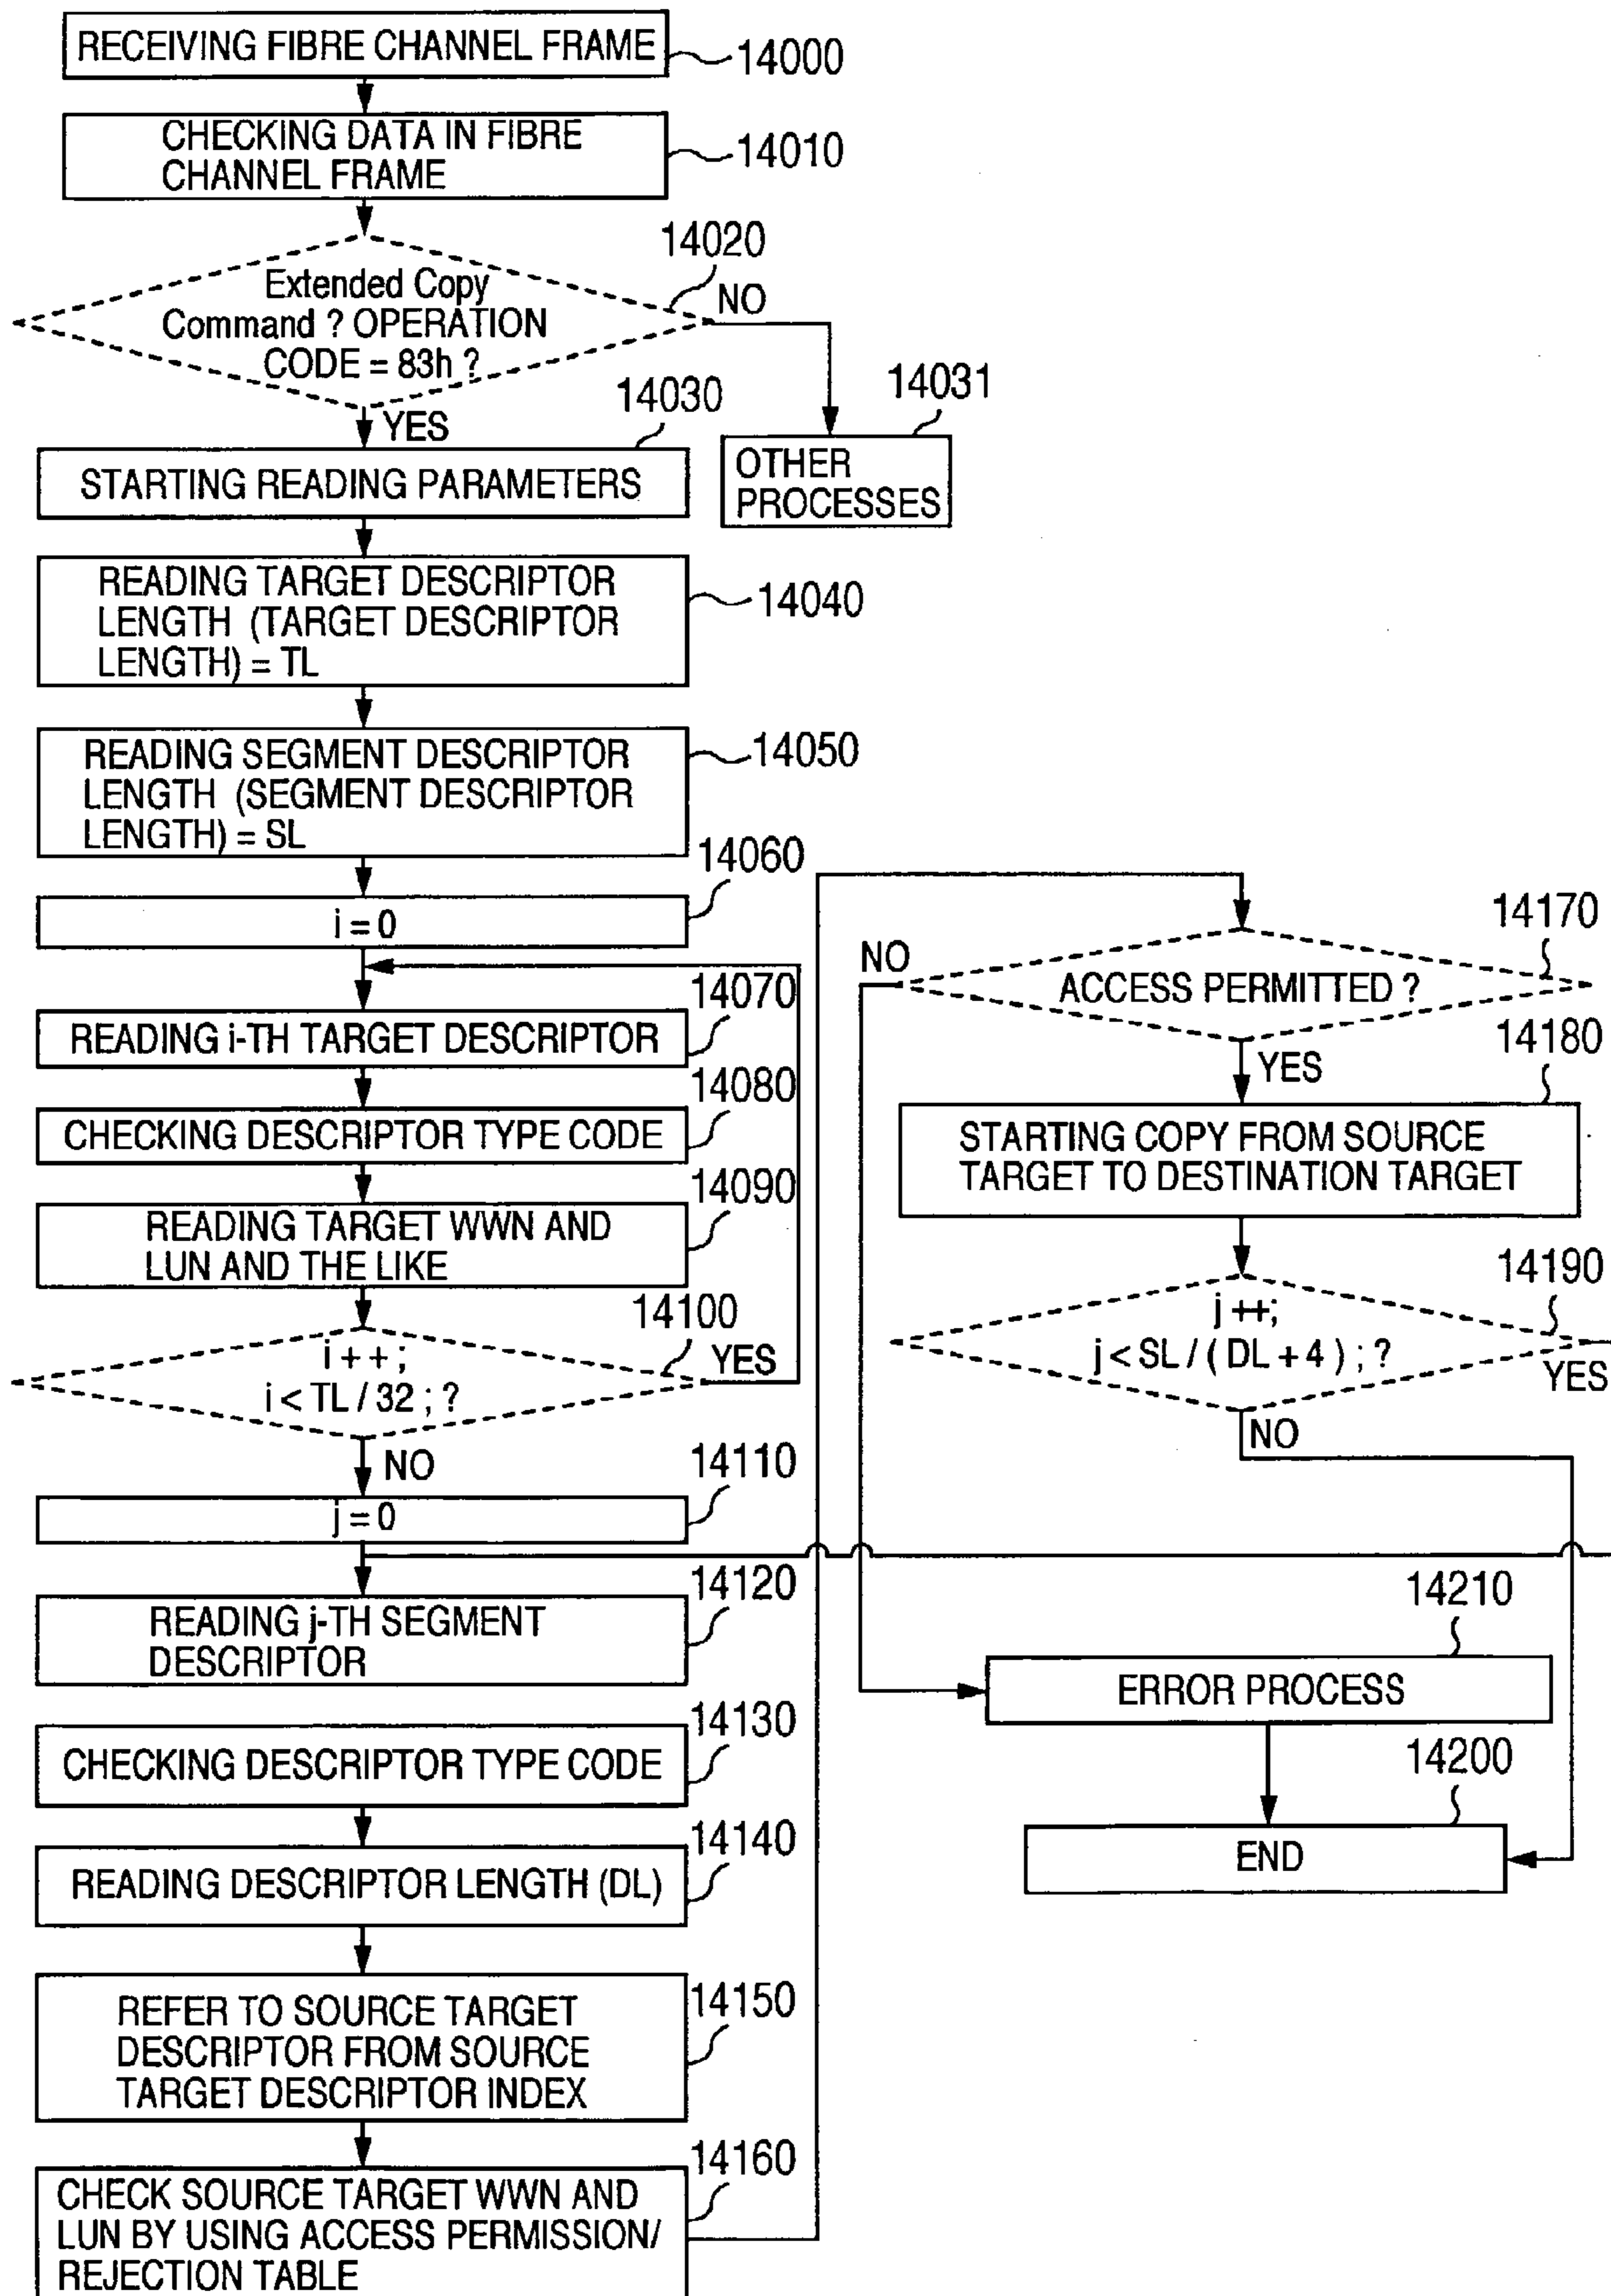 RECEIVING FIBRE CHANNEL FRAME
14000
CHECKING DATA IN FIBRE
CHANNEL FRAME
14010
14020
Extended Copy
Command ? OPERATION
CODE = 83h ?
NO
YES
14030
STARTING READING PARAMETERS
14031
OTHER
PROCESSES
READING TARGET DESCRIPTOR
LENGTH (TARGET DESCRIPTOR
LENGTH) = TL
14040
READING SEGMENT DESCRIPTOR
LENGTH (SEGMENT DESCRIPTOR
LENGTH) = SL
14050
14060
i = 0
14070
READING i-TH TARGET DESCRIPTOR
14080
CHECKING DESCRIPTOR TYPE CODE
14090
READING TARGET WWN AND
LUN AND THE LIKE
14100
i + + ;
i < TL / 32 ; ?
YES
NO
14110
j = 0
14120
READING j-TH SEGMENT
DESCRIPTOR
14130
CHECKING DESCRIPTOR TYPE CODE
14140
READING DESCRIPTOR LENGTH (DL)
14150
REFER TO SOURCE TARGET
DESCRIPTOR FROM SOURCE
TARGET DESCRIPTOR INDEX
14160
CHECK SOURCE TARGET WWN AND
LUN BY USING ACCESS PERMISSION/
REJECTION TABLE
14170
NO
ACCESS PERMITTED ?
YES
14180
STARTING COPY FROM SOURCE
TARGET TO DESTINATION TARGET
14190
j ++;
j < SL / ( DL + 4 ) ; ?
YES
NO
14210
ERROR PROCESS
14200
END